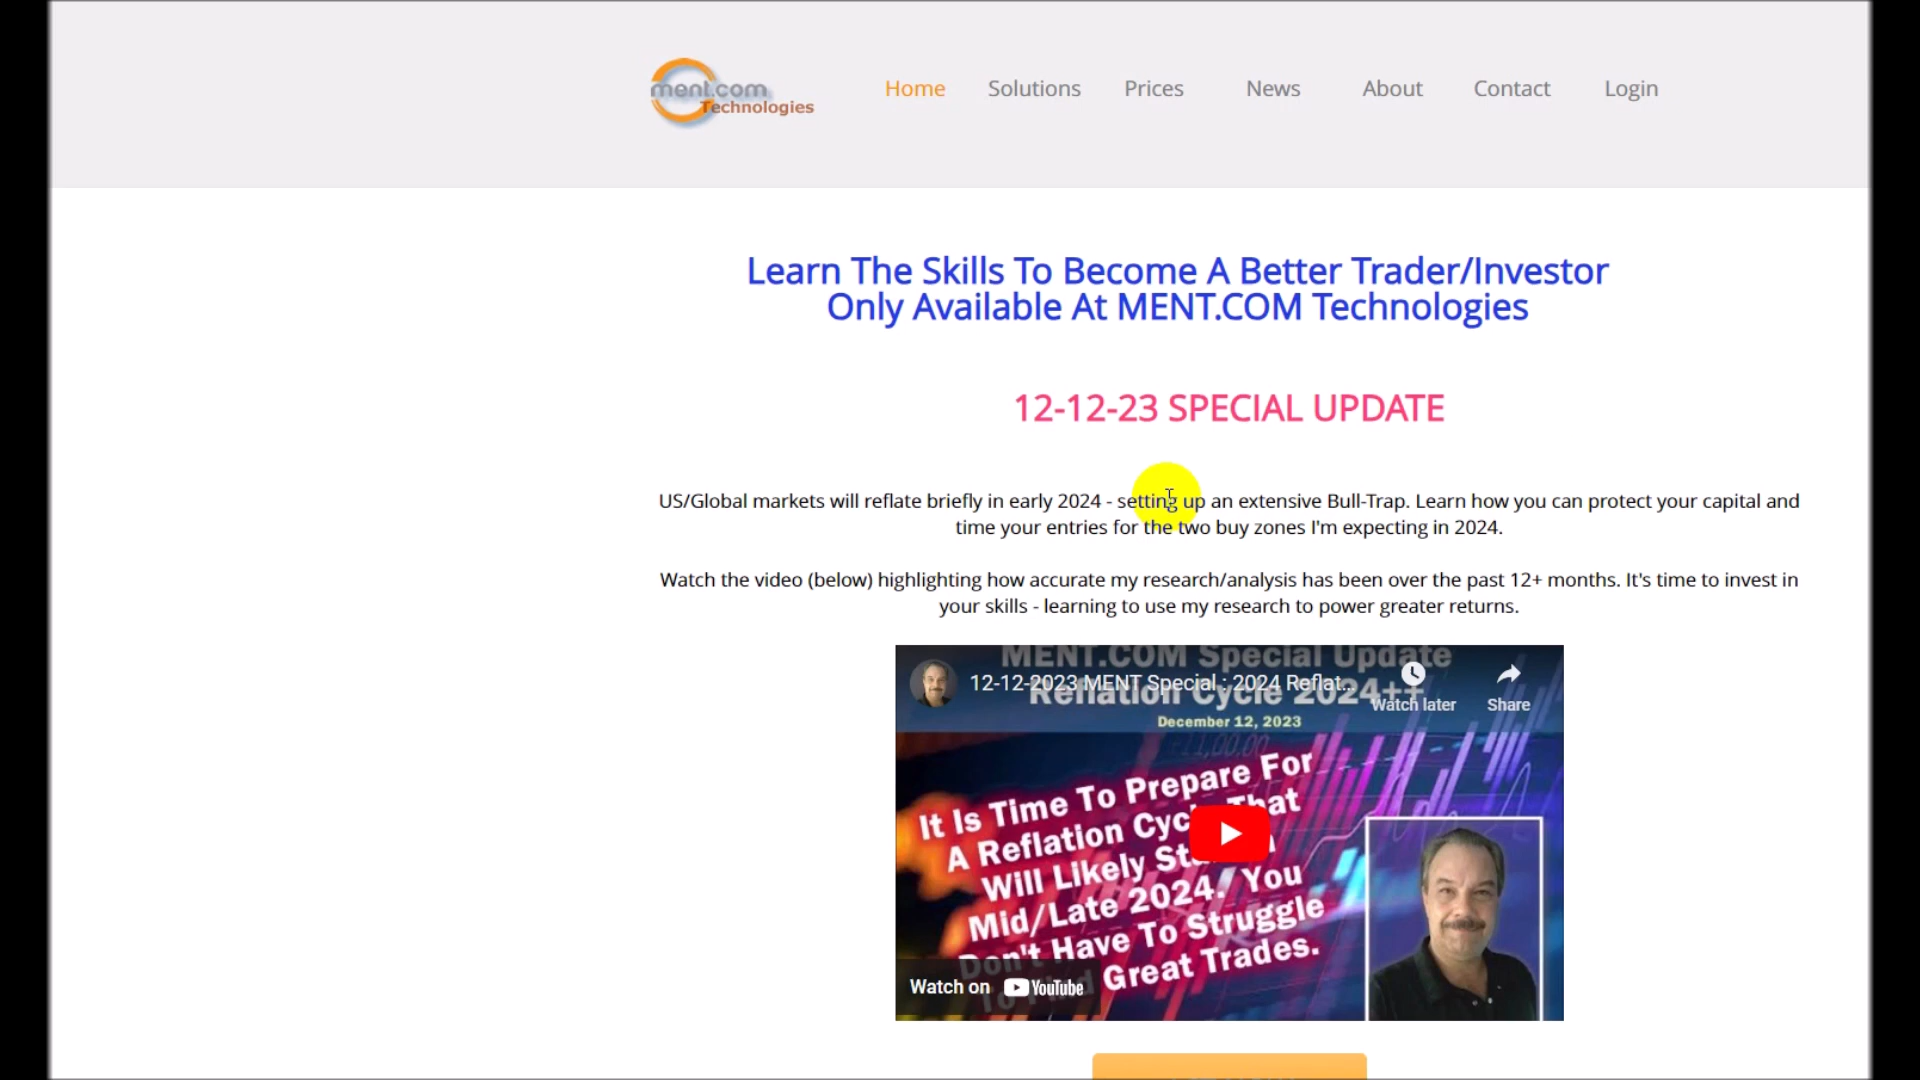 ment.com
Technologies
Home Solutions Prices News About Contact Login
Learn The Skills To Become A Better Trader/Investor
Only Available At MENT.COM Technologies
12-12-23 SPECIAL UPDATE
US/Global markets will reflate briefly in early 2024 - setting up an extensive Bull-Trap. Learn how you can protect your capital and
time your entries for the two buy zones I'm expecting in 2024.
Watch the video (below) highlighting how accurate my research/analysis has been over the past 12+ months. It's time to invest in
your skills - learning to use my research to power greater returns.
MENT.COM Special Update
12-12-2023 MENT Special : 2024 Reflat...
Reflation Cycle 2024++
Watch later Share
December 12, 2023
It Is Time To Prepare For
A Reflation That
Will Likely
Mid/Late 2024. You
Don't Have To Struggle
To Great Trades.
Watch on YouTube